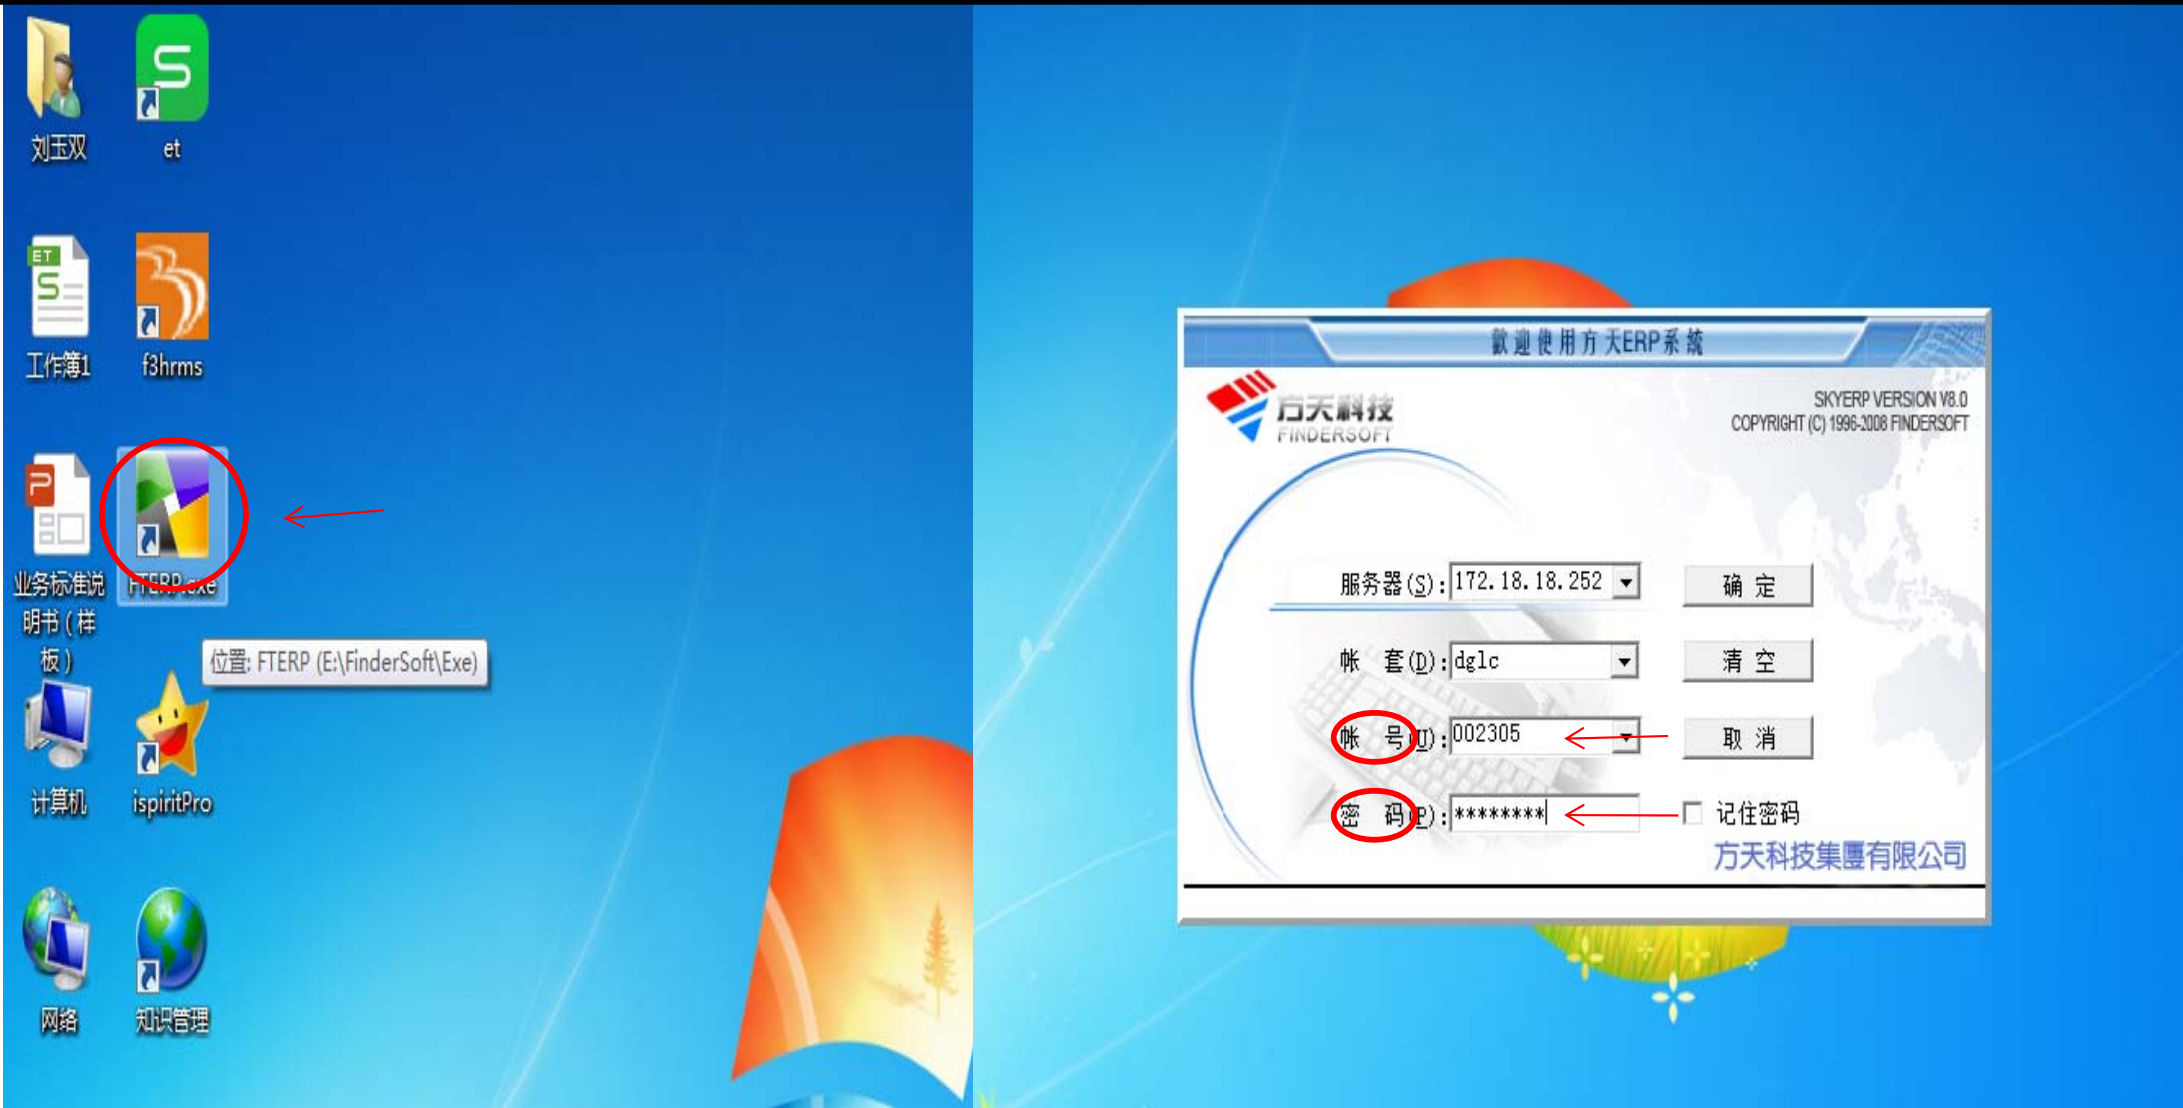 刘玉双
et
工作簿1
f3hrms
业务标准说
明书（样
板）
FTERP.exe
位置: FTERP (E:\FinderSoft\Exe)
计算机
ispiritPro
网络
知识管理
歡迎使用方天ERP系統
方天科技
FINDERSOFT
SKYERP VERSION V8.0
COPYRIGHT (C) 1996-2008 FINDERSOFT
服务器(S): 172.18.18.252
确 定
帐 套(D): dglc
清 空
帐 号(U): 002305
取 消
密 码(P): ********
记住密码
方天科技集團有限公司